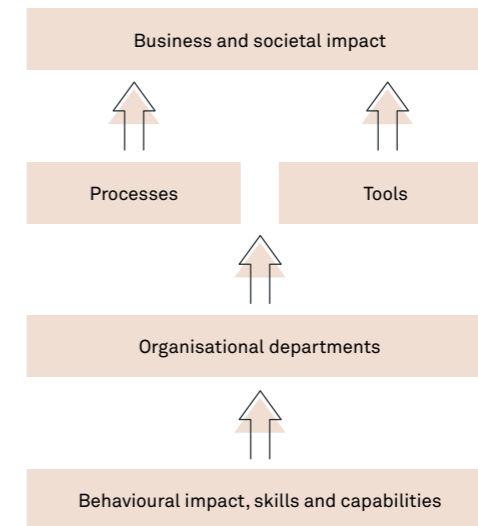 Business and societal impact
Processes
Tools
Organisational departments
Behavioural impact, skills and capabilities